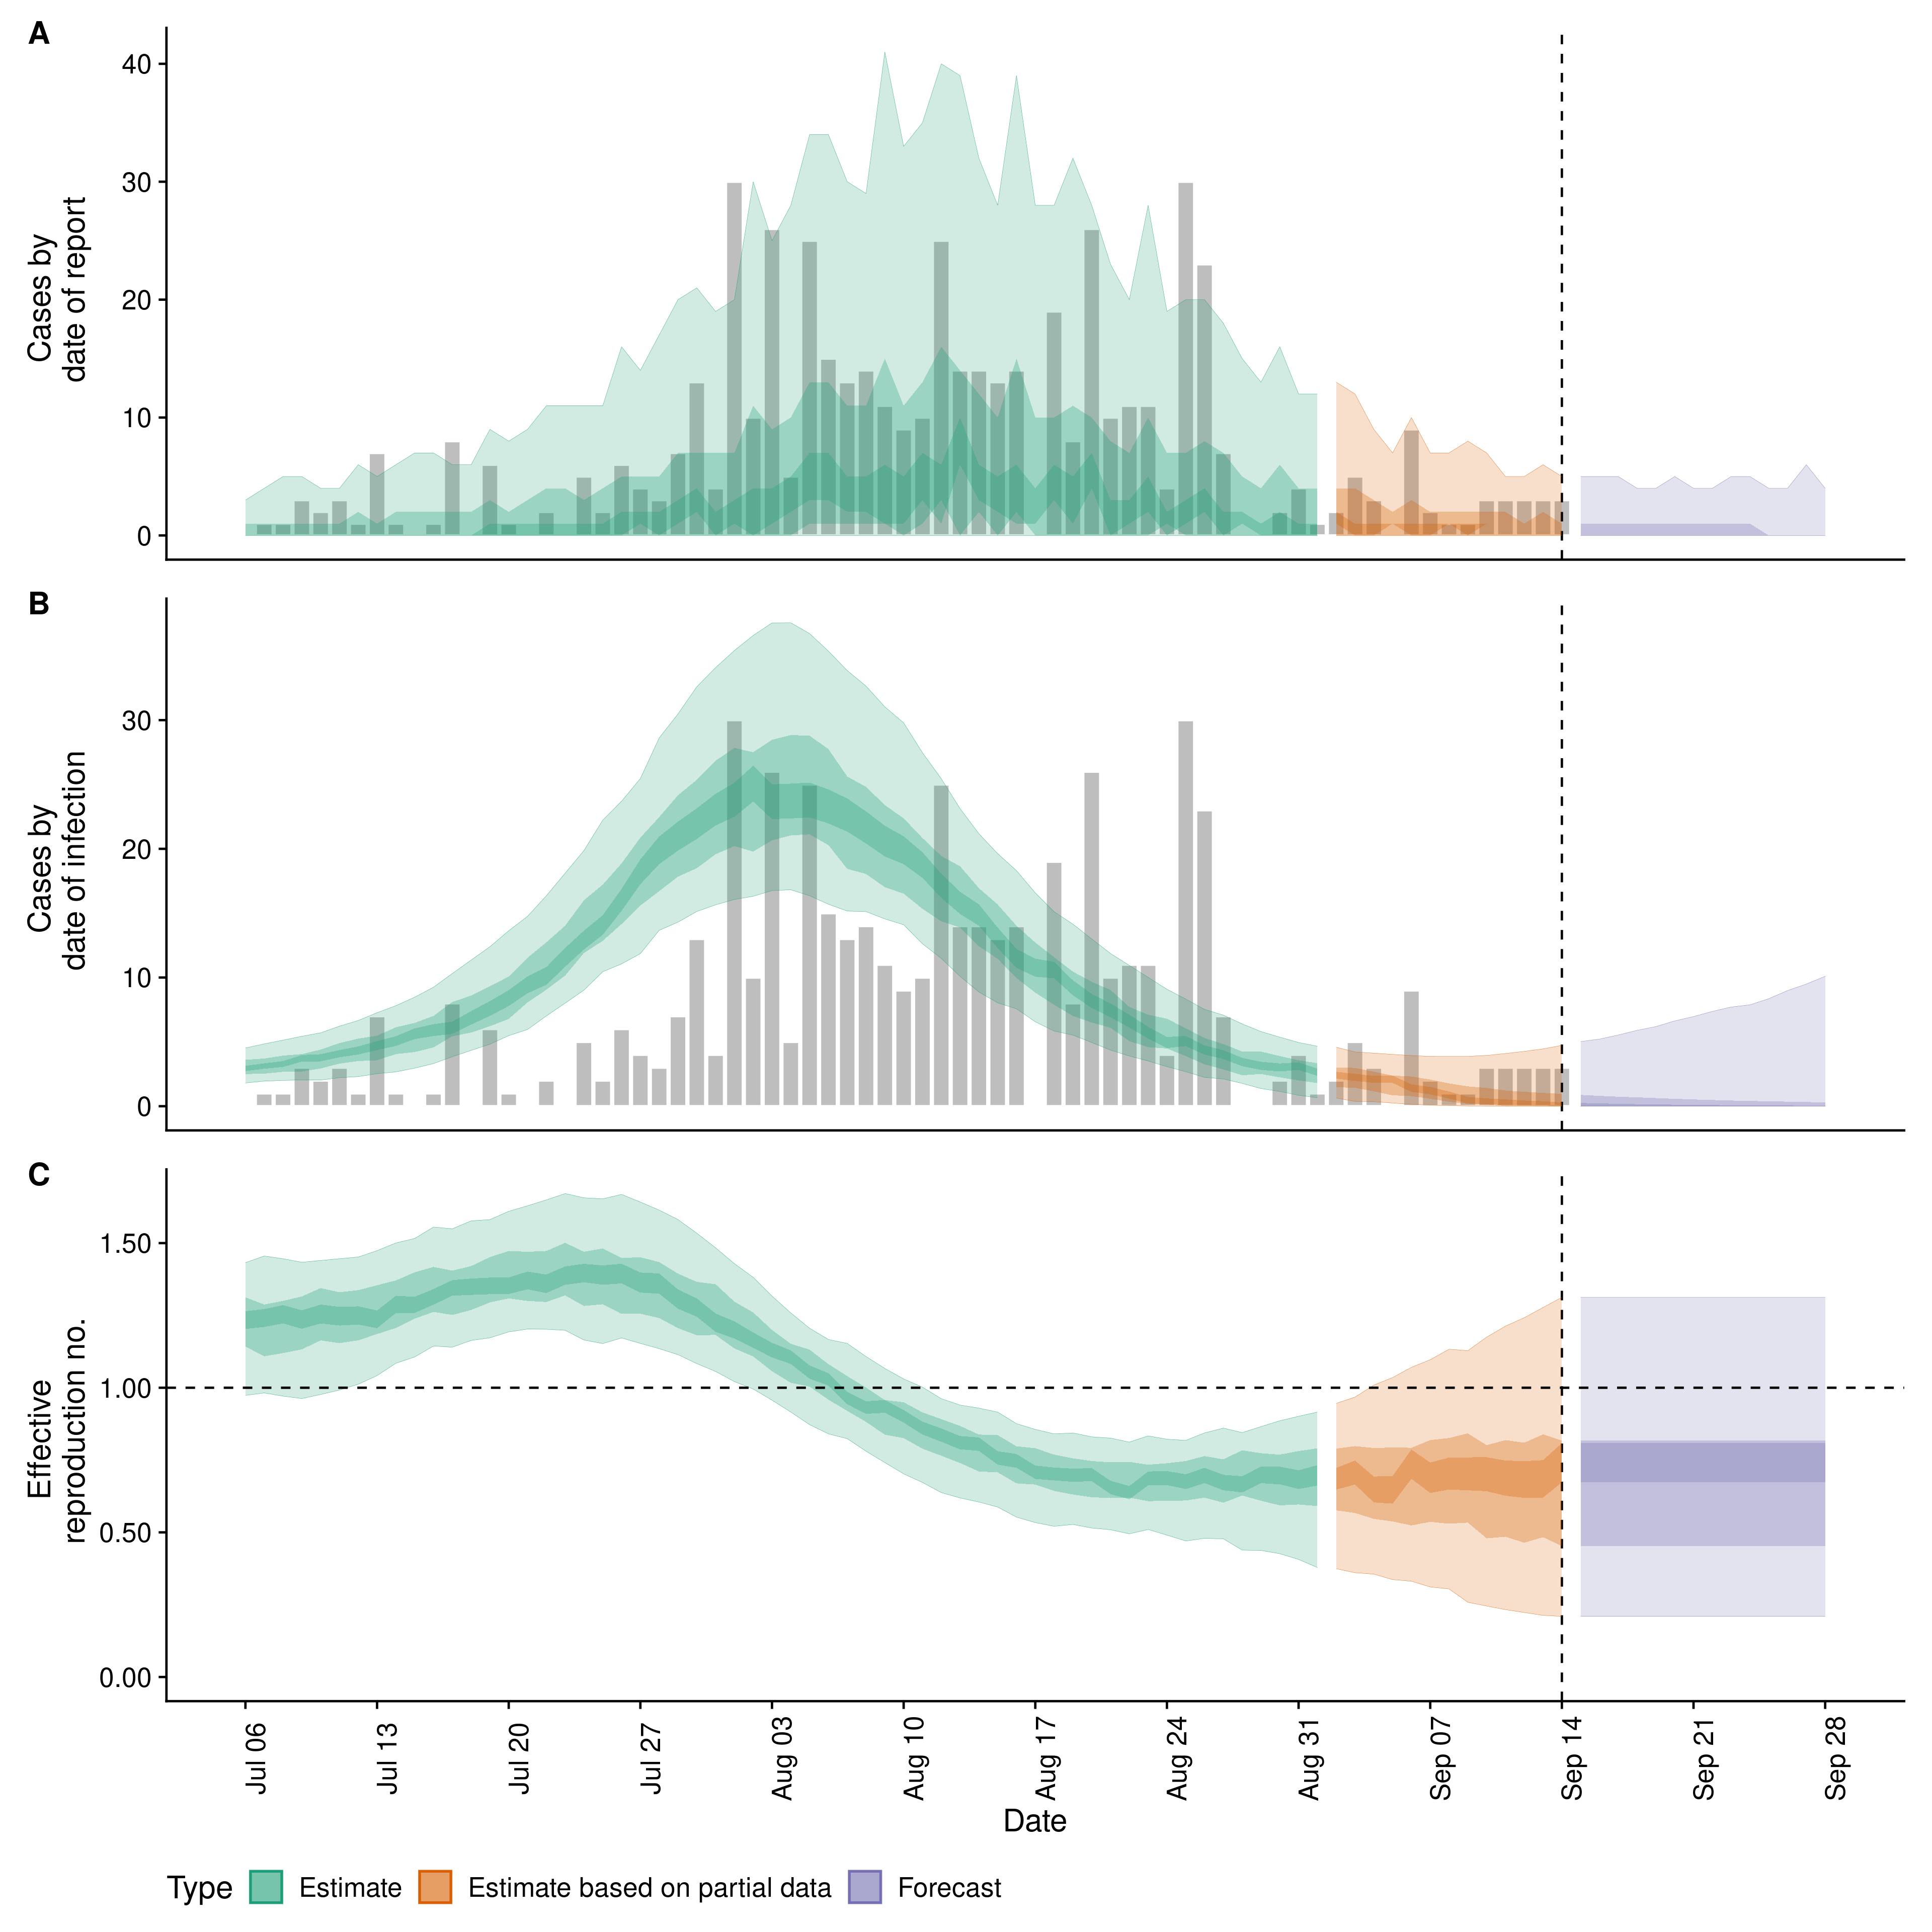 A
Cases by
date of report
40
30
20
10
0
B
Cases by
date of infection
30
20
10
0
C
Effective
reproduction no.
1.50
1.00
0.50
0.00
Jul 06
Jul 13
Jul 20
Jul 27
Aug 03
Aug 10
Aug 17
Aug 24
Aug 31
Sep 07
Sep 14
Sep 21
Sep 28
Date
Type Estimate Estimate based on partial data Forecast